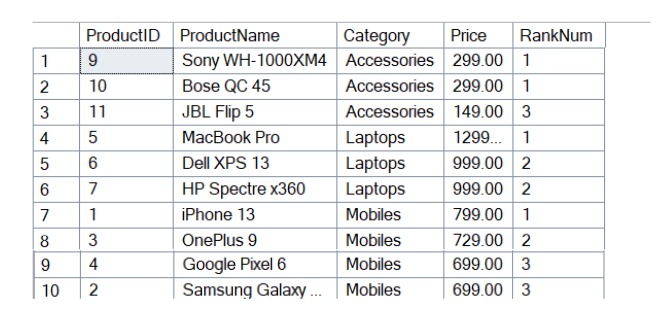 ProductID ProductName Category Price RankNum
1 9 Sony WH-1000XM4 Accessories 299.00 1
2 10 Bose QC 45 Accessories 299.00 1
3 11 JBL Flip 5 Accessories 149.00 3
4 5 MacBook Pro Laptops 1299... 1
5 6 Dell XPS 13 Laptops 999.00 2
6 7 HP Spectre x360 Laptops 999.00 2
7 1 iPhone 13 Mobiles 799.00 1
8 3 OnePlus 9 Mobiles 729.00 2
9 4 Google Pixel 6 Mobiles 699.00 3
10 2 Samsung Galaxy ... Mobiles 699.00 3